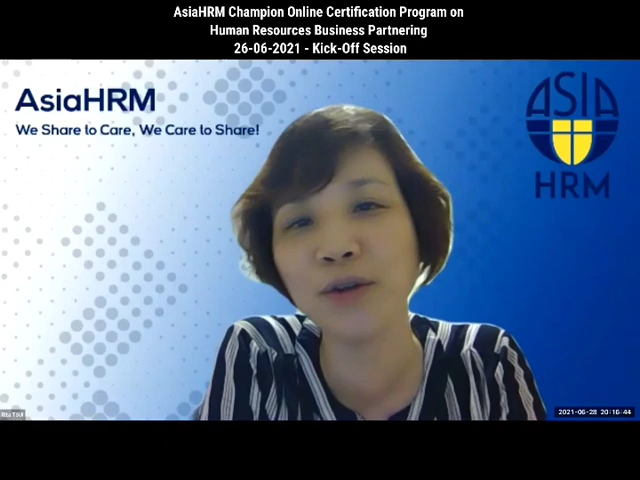 AsiaHRM Champion Online Certification Program on
Human Resources Business Partnering
26-06-2021 - Kick-Off Session
AsiaHRM
We Share to Care, We Care to Share!
ASIA
HRM
2021-06-28 20:16:44